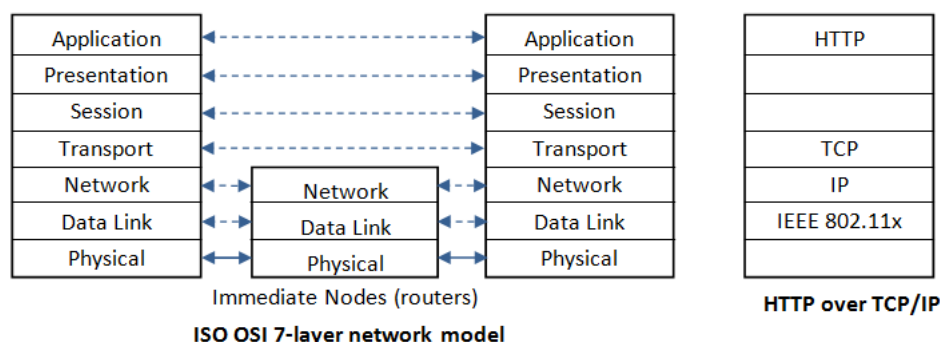 Application
Presentation
Session
Transport
Network
Data Link
Physical
Network
Data Link
Physical
Immediate Nodes (routers)
Application
Presentation
Session
Transport
Network
Data Link
Physical
ISO OSI 7-layer network model
HTTP
TCP
IP
IEEE 802.11x
HTTP over TCP/IP